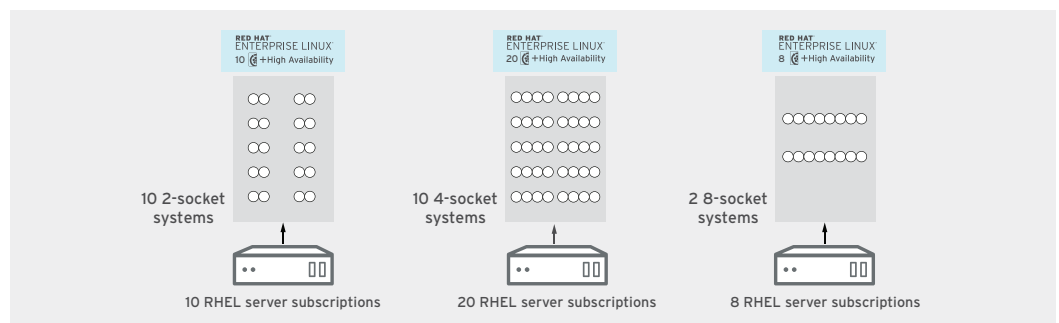 RED HAT
ENTERPRISE LINUX
10 +High Availability
10 2-socket
systems
10 RHEL server subscriptions
RED HAT
ENTERPRISE LINUX
20 +High Availability
10 4-socket
systems
20 RHEL server subscriptions
RED HAT
ENTERPRISE LINUX
8 +High Availability
2 8-socket
systems
8 RHEL server subscriptions